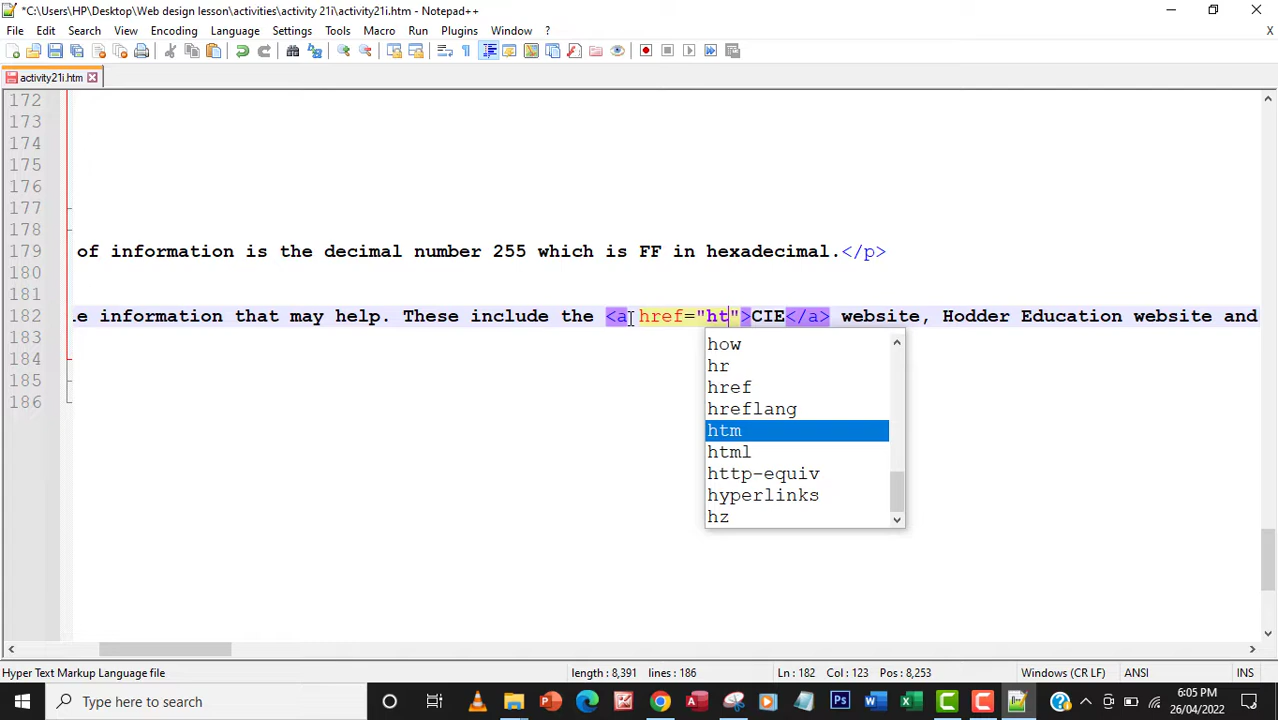 *C:\Users\HP\Desktop\Web design lesson\activities\activity 21i\activity21i.htm - Notepad++
File Edit Search View Encoding Language Settings Tools Macro Run Plugins Window ? X
activity21i.htm
172
173
174
175
176
177
178
179 of information is the decimal number 255 which is FF in hexadecimal.</p>
180
181
182 le information that may help. These include the <a href="ht">CIE</a> website, Hodder Education website and
183
184
185
186
how
hr
href
hreflang
htm
html
http-equiv
hyperlinks
hz
Hyper Text Markup Language file length : 8,391 lines : 186 Ln : 182 Col : 123 Pos : 8,253 Windows (CR LF) ANSI INS
Type here to search
6:05 PM
26/04/2022